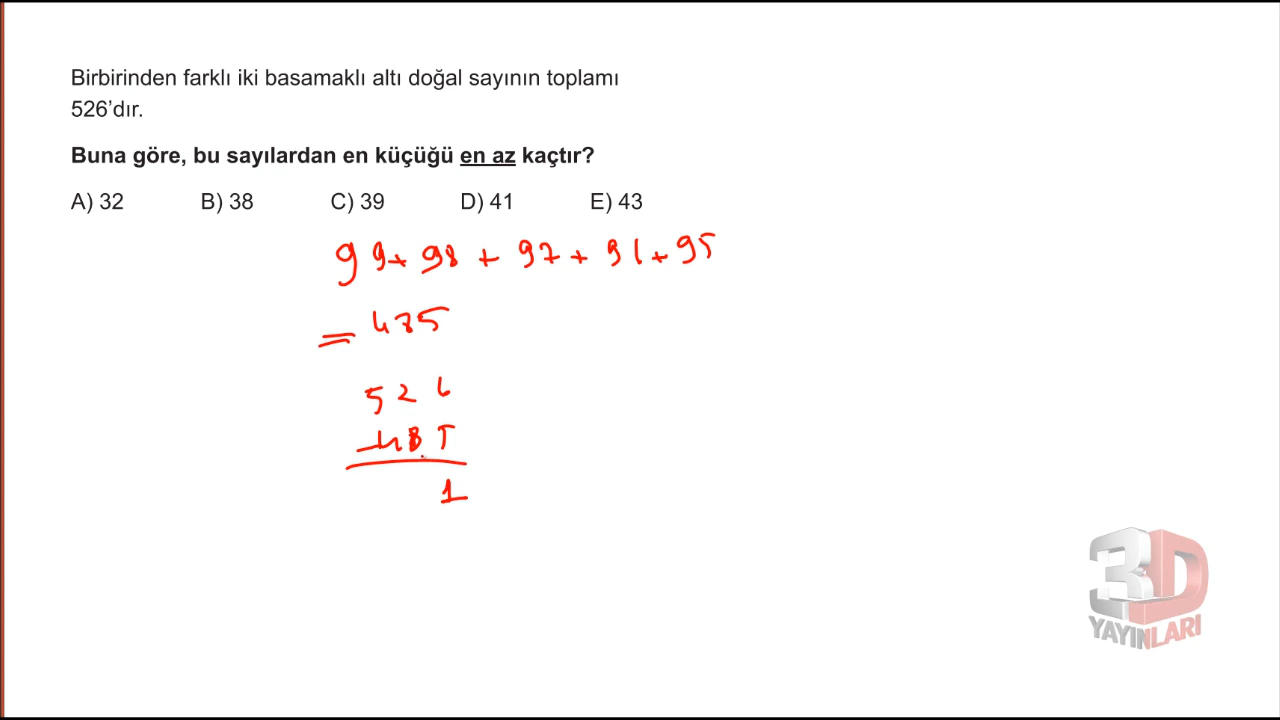 Birbirinden farklı iki basamaklı altı doğal sayının toplamı
526'dır.
Buna göre, bu sayılardan en küçüğü en az kaçtır?
A) 32 B) 38 C) 39 D) 41 E) 43
99+ 98 + 97 + 96 + 95
= 485
526
- 485
1
3D
YAYINLARI